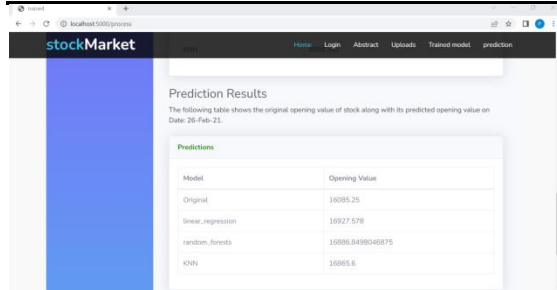 trained
localhost:5000/process
stockMarket
Home Login Abstract Uploads Trained model prediction
Prediction Results
The following table shows the original opening value of stock along with its predicted opening value on
Date: 26-Feb-21.
Predictions
Model Opening Value
Original 16085.25
linear_regression 16927.578
random_forests 16886.8498046875
KNN 16865.6